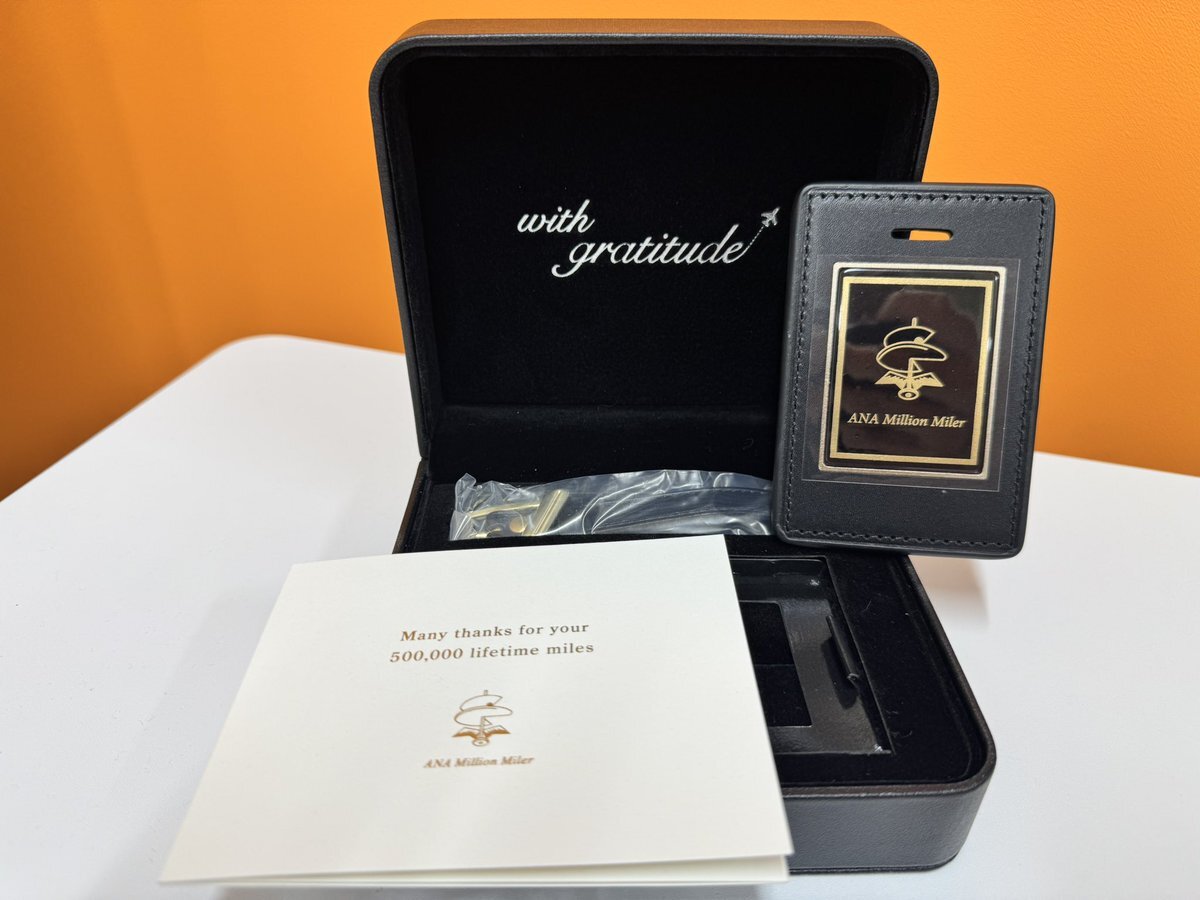 with
gratitude
ANA Million Miler
Many thanks for your
500,000 lifetime miles
ANA Million Miler